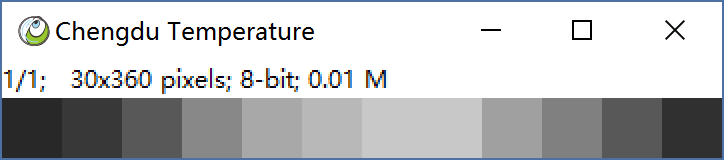 Chengdu Temperature
1/1; 30x360 pixels; 8-bit; 0.01 M